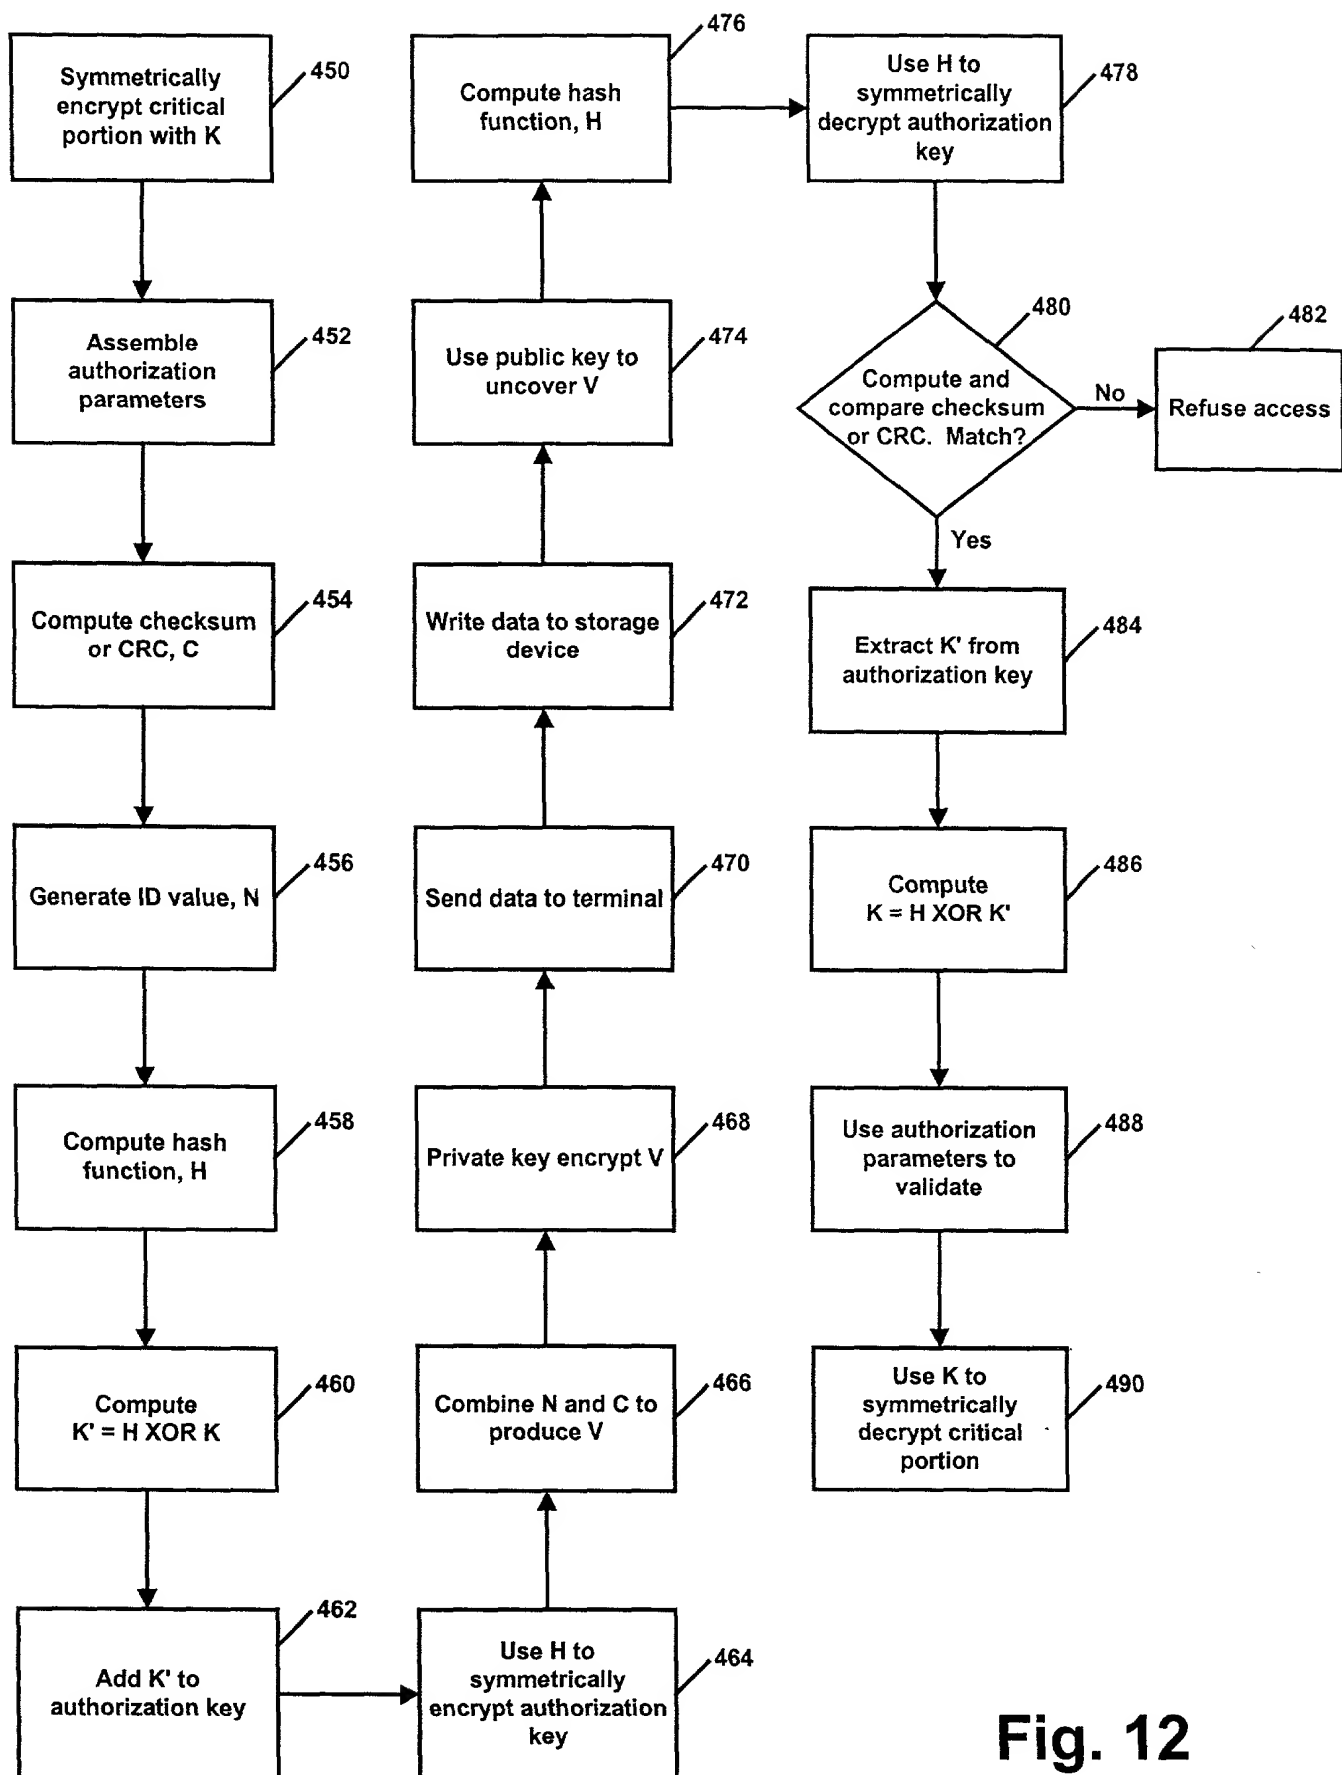 Symmetrically
encrypt critical
portion with K
450
Assemble
authorization
parameters
452
Compute checksum
or CRC, C
454
Generate ID value, N
456
Compute hash
function, H
458
Compute
K' = H XOR K
460
Add K' to
authorization key
462
Use H to
symmetrically
encrypt authorization
key
464
Combine N and C to
produce V
466
Private key encrypt V
468
Send data to terminal
470
Write data to storage
device
472
Use public key to
uncover V
474
Compute hash
function, H
476
Use H to
symmetrically
decrypt authorization
key
478
Compute and
compare checksum
or CRC. Match?
480
No
Refuse access
482
Yes
Extract K' from
authorization key
484
Compute
K = H XOR K'
486
Use authorization
parameters to
validate
488
Use K to
symmetrically
decrypt critical
portion
490
Fig. 12